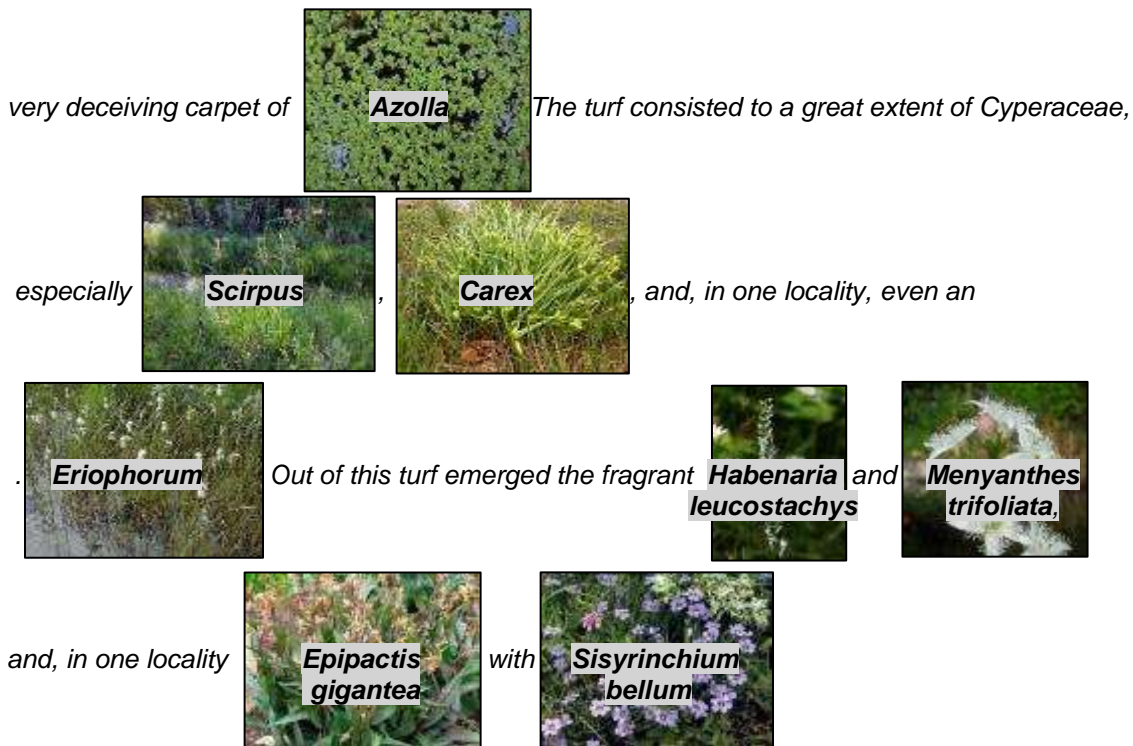 very deceiving carpet of Azolla The turf consisted to a great extent of Cyperaceae,
especially Scirpus , Carex , and, in one locality, even an
. Eriophorum Out of this turf emerged the fragrant Habenaria leucostachys and Menyanthes trifoliata,
and, in one locality Epipactis gigantea with Sisyrinchium bellum